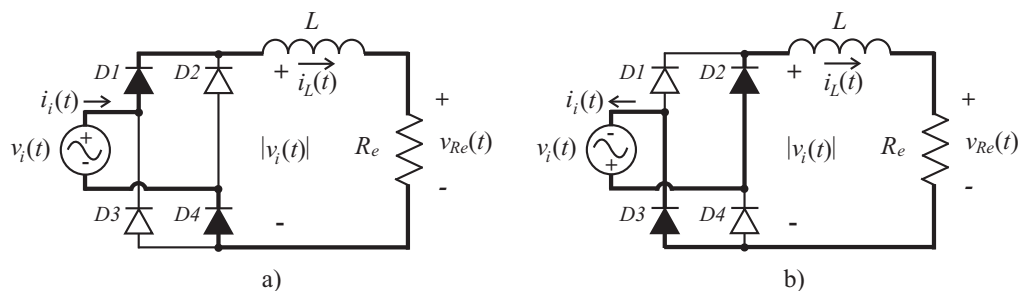 L
D1
D2
+
i_L(t)
i_i(t)
+
+
-
v_i(t)
|v_i(t)|
R_e
v_Re(t)
D3
D4
-
-
a)
L
D1
D2
+
i_L(t)
i_i(t)
+
-
+
v_i(t)
|v_i(t)|
R_e
v_Re(t)
D3
D4
-
-
b)